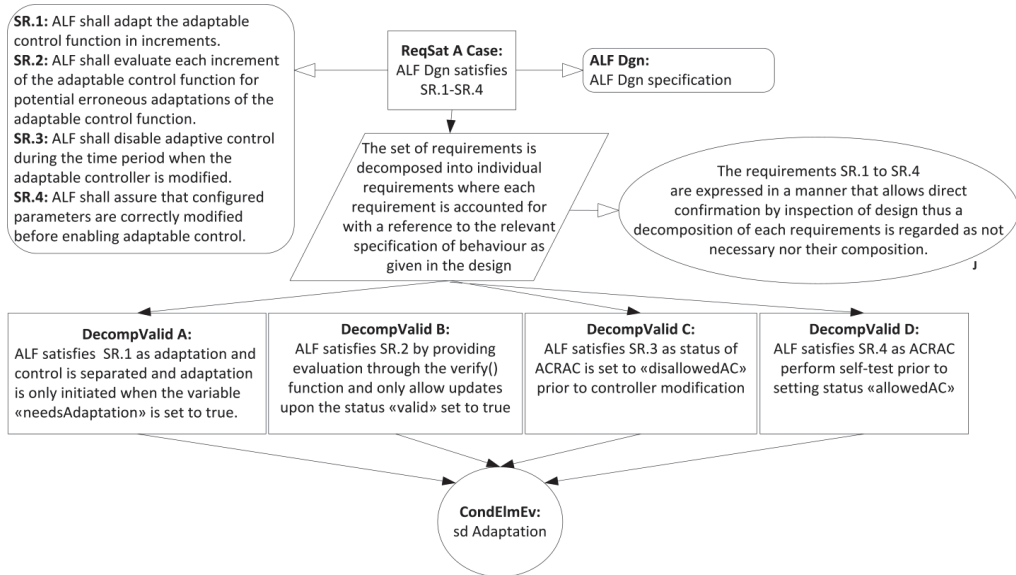 SR.1: ALF shall adapt the adaptable
control function in increments.
SR.2: ALF shall evaluate each increment
of the adaptable control function for
potential erroneous adaptations of the
adaptable control function.
SR.3: ALF shall disable adaptive control
during the time period when the
adaptable controller is modified.
SR.4: ALF shall assure that configured
parameters are correctly modified
before enabling adaptable control.
ReqSat A Case:
ALF Dgn satisfies
SR.1-SR.4
ALF Dgn:
ALF Dgn specification
The set of requirements is
decomposed into individual
requirements where each
requirement is accounted for
with a reference to the relevant
specification of behaviour as
given in the design
The requirements SR.1 to SR.4
are expressed in a manner that allows direct
confirmation by inspection of design thus a
decomposition of each requirements is regarded as not
necessary nor their composition.
J
DecompValid A:
ALF satisfies SR.1 as adaptation and
control is separated and adaptation
is only initiated when the variable
«needsAdaptation» is set to true.
DecompValid B:
ALF satisfies SR.2 by providing
evaluation through the verify()
function and only allow updates
upon the status «valid» set to true
DecompValid C:
ALF satisfies SR.3 as status of
ACRAC is set to «disallowedAC»
prior to controller modification
DecompValid D:
ALF satisfies SR.4 as ACRAC
perform self-test prior to
setting status «allowedAC»
CondElmEv:
sd Adaptation